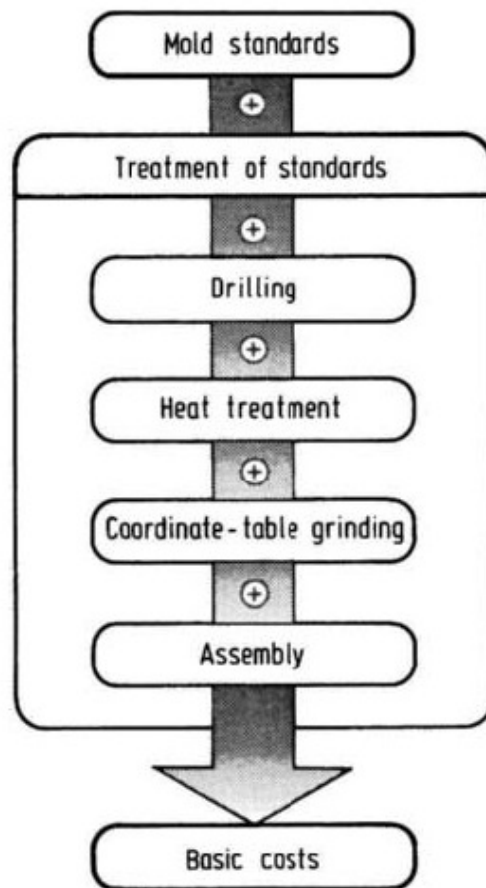 Mold standards
+
Treatment of standards
+
Drilling
+
Heat treatment
+
Coordinate-table grinding
+
Assembly
Basic costs